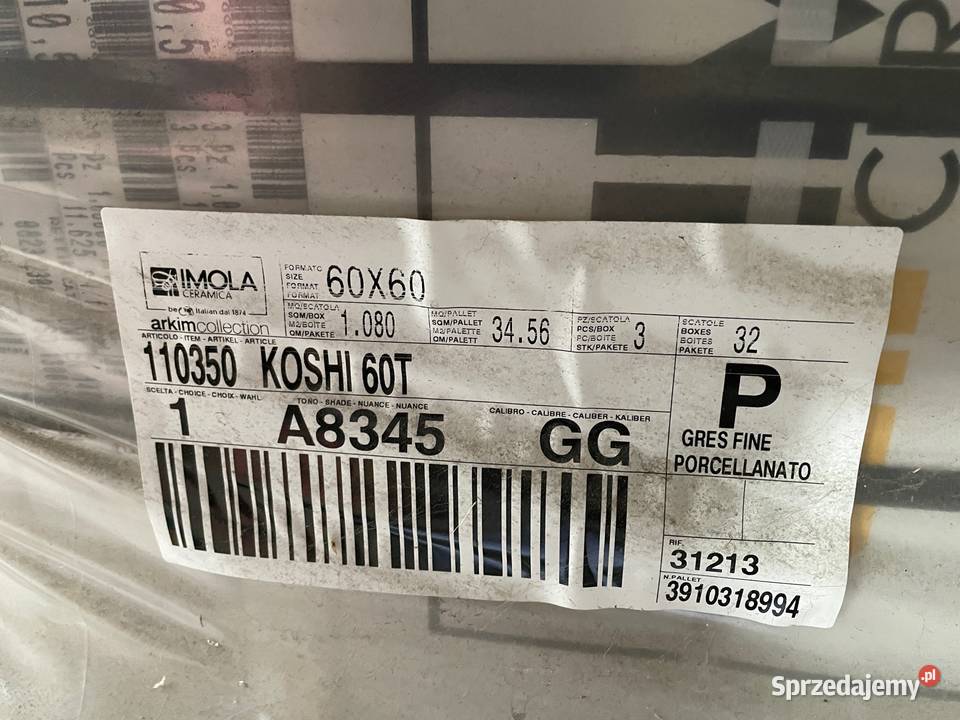 IMOLA
CERAMICA
Italian dal 1874
arkimcollection
FORMATO
SIZE
FORMAT
FORMAT
60X60
MQ/SCATOLA
SQM/BOX
M2/BOITE
QM/PAKETE
1.080
MQ/PALLET
SQM/PALLET
M2/PALETTE
QM/PALETT
34.56
PZ/SCATOLA
PCS/BOX
PC/BOITE
STK/PAKETE
3
SCATOLE
BOXES
BOITES
PAKETE
32
ARTICOLO - ITEM - ARTIKEL - ARTICLE
110350 KOSHI 60T
SCELTA - CHOICE - CHOIX - WAHL
1
TONO - SHADE - NUANCE - NUANCE
A8345
CALIBRO - CALIBRE - CALIBER - KALIBER
GG
P
GRES FINE
PORCELLANATO
RIF.
31213
N.PALLET
3910318994
Sprzedajemy.pl